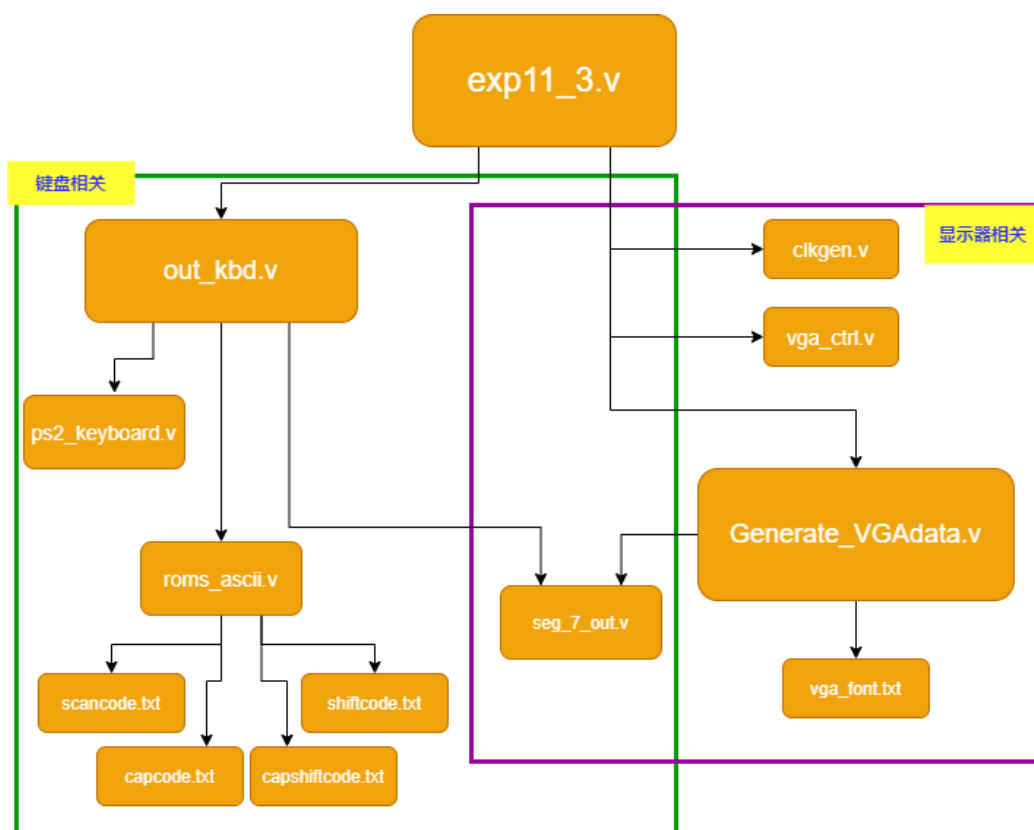 exp11_3.v
键盘相关
显示器相关
out_kbd.v
clkgen.v
vga_ctrl.v
ps2_keyboard.v
Generate_VGAdata.v
roms_ascii.v
seg_7_out.v
scancode.txt
shiftcode.txt
vga_font.txt
capcode.txt
capshiftcode.txt